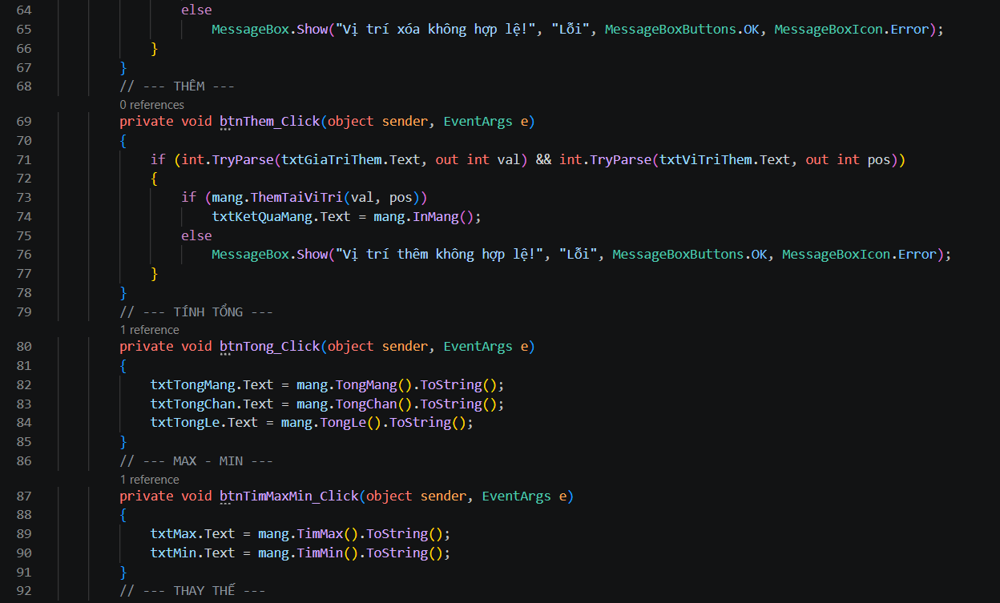 64 else
65 MessageBox.Show("Vị trí xóa không hợp lệ!", "Lỗi", MessageBoxButtons.OK, MessageBoxIcon.Error);
66 }
67 }
68 // --- THÊM ---
0 references
69 private void btnThem_Click(object sender, EventArgs e)
70 {
71 if (int.TryParse(txtGiaTriThem.Text, out int val) && int.TryParse(txtViTriThem.Text, out int pos))
72 {
73 if (mang.ThemTaiViTri(val, pos))
74 txtKetQuaMang.Text = mang.InMang();
75 else
76 MessageBox.Show("Vị trí thêm không hợp lệ!", "Lỗi", MessageBoxButtons.OK, MessageBoxIcon.Error);
77 }
78 }
79 // --- TÍNH TỔNG ---
1 reference
80 private void btnTong_Click(object sender, EventArgs e)
81 {
82 txtTongMang.Text = mang.TongMang().ToString();
83 txtTongChan.Text = mang.TongChan().ToString();
84 txtTongLe.Text = mang.TongLe().ToString();
85 }
86 // --- MAX - MIN ---
1 reference
87 private void btnTimMaxMin_Click(object sender, EventArgs e)
88 {
89 txtMax.Text = mang.TimMax().ToString();
90 txtMin.Text = mang.TimMin().ToString();
91 }
92 // --- THAY THẾ ---